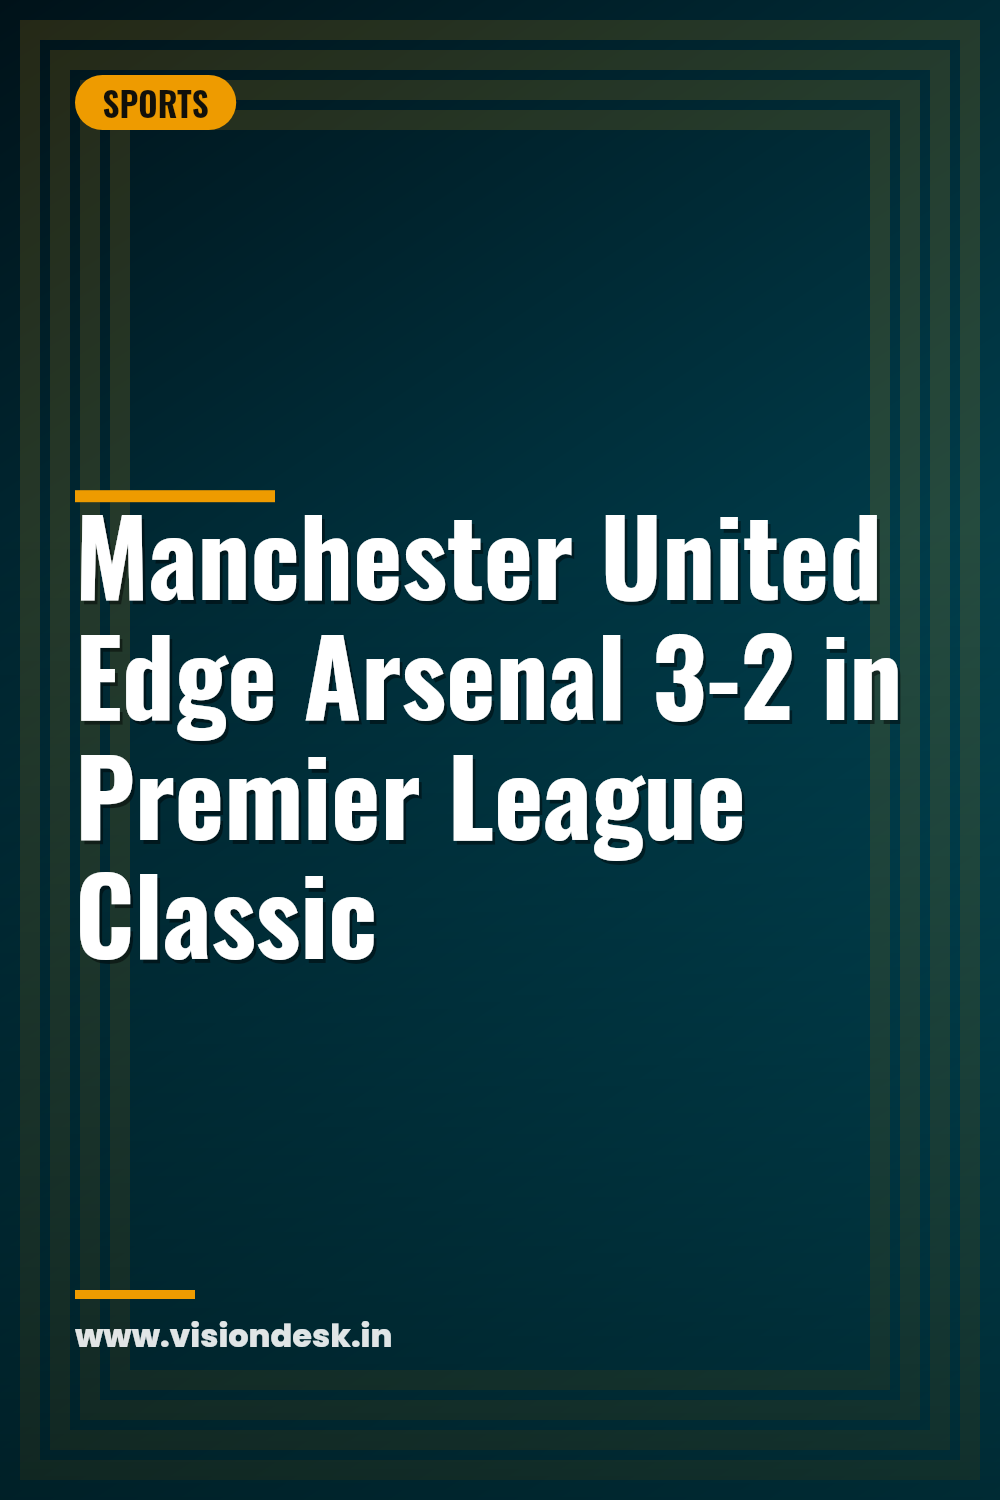 SPORTS
Manchester United
Edge Arsenal 3-2 in
Premier League
Classic
www.visiondesk.in